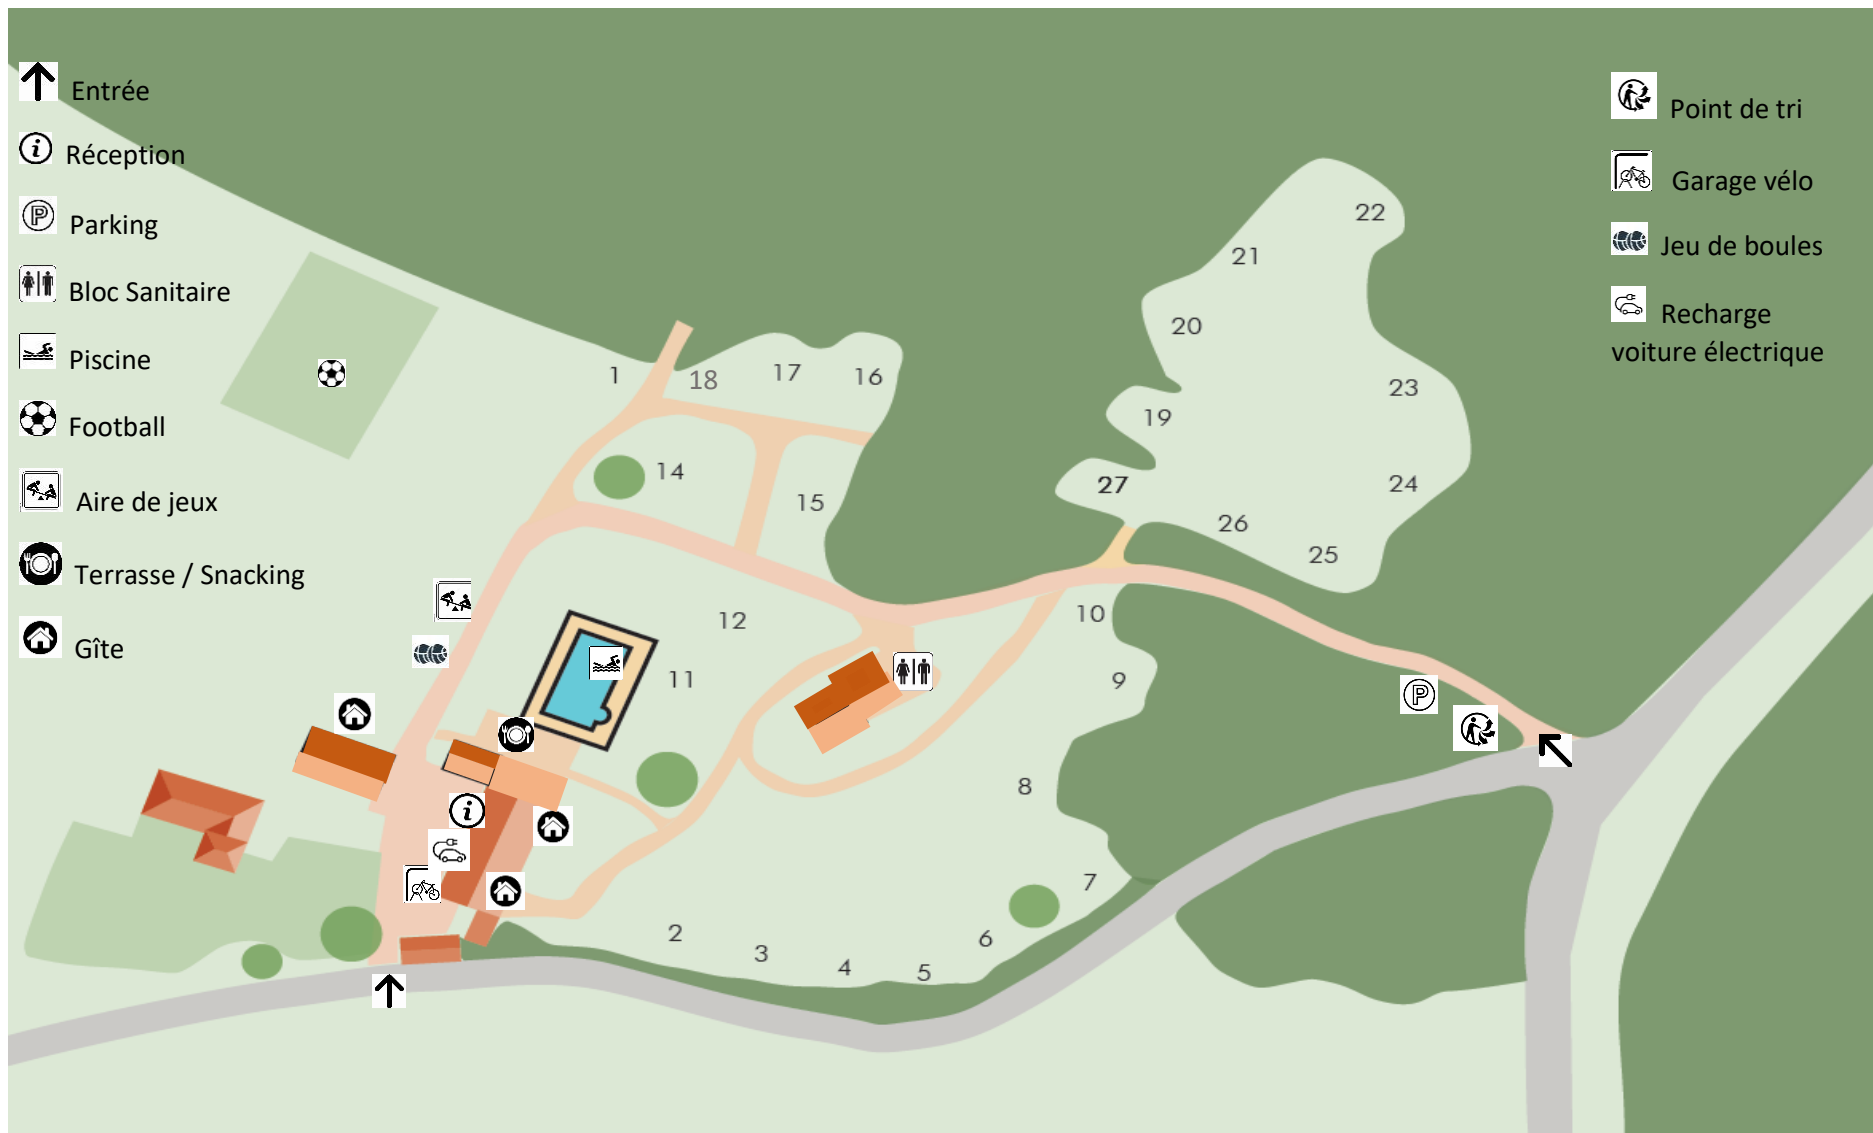 Entrée
Réception
Parking
Bloc Sanitaire
Piscine
Football
Aire de jeux
Terrasse / Snacking
Gîte
Point de tri
Garage vélo
Jeu de boules
Recharge
voiture électrique
22
21
20
23
19
24
27
26
25
1
18
17
16
14
15
12
11
10
9
8
7
6
2
3
4
5
i
P
i
P